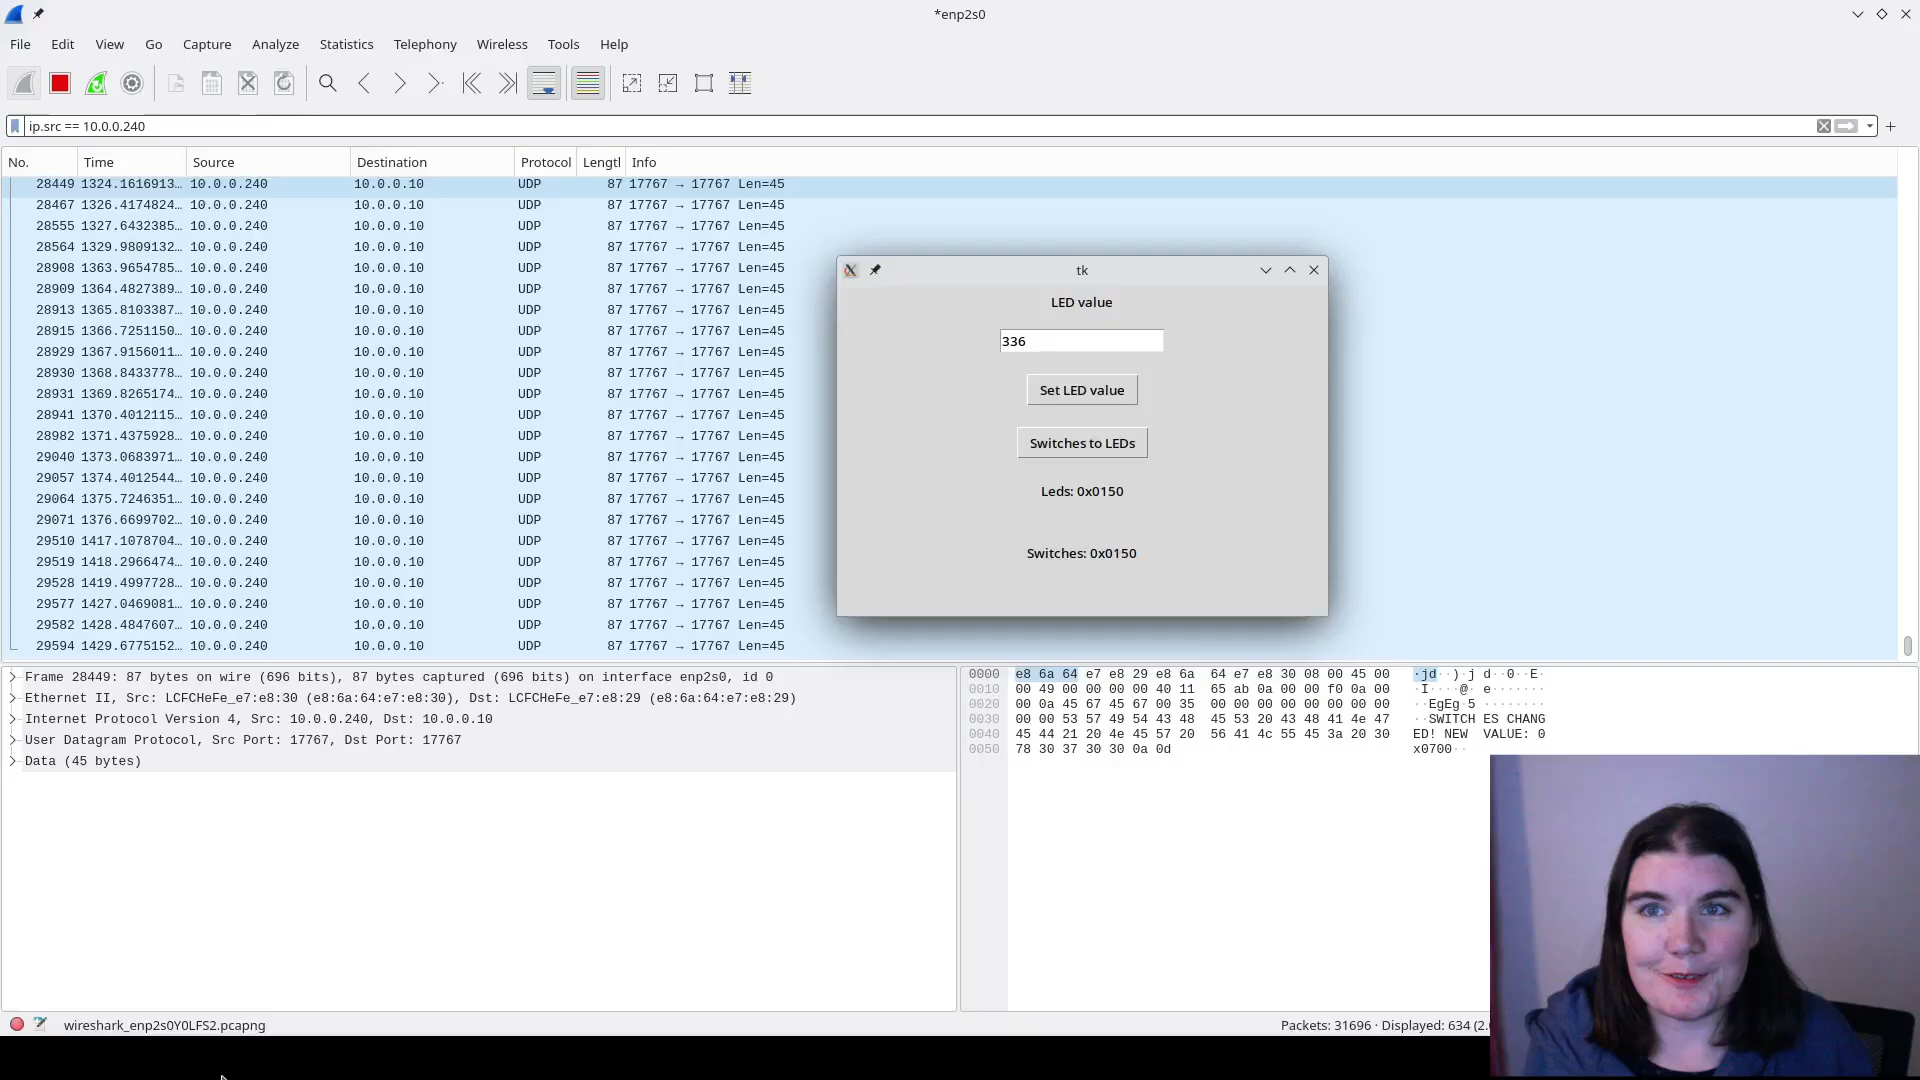 *enp2s0
File Edit View Go Capture Analyze Statistics Telephony Wireless Tools Help
ip.src == 10.0.0.240
No. Time Source Destination Protocol Lengtl Info
28449 1324.1616913… 10.0.0.240 10.0.0.10 UDP 87 17767 → 17767 Len=45
28467 1326.4174824… 10.0.0.240 10.0.0.10 UDP 87 17767 → 17767 Len=45
28555 1327.6432385… 10.0.0.240 10.0.0.10 UDP 87 17767 → 17767 Len=45
28564 1329.9809132… 10.0.0.240 10.0.0.10 UDP 87 17767 → 17767 Len=45
28908 1363.9654785… 10.0.0.240 10.0.0.10 UDP 87 17767 → 17767 Len=45
28909 1364.4827389… 10.0.0.240 10.0.0.10 UDP 87 17767 → 17767 Len=45
28913 1365.8103387… 10.0.0.240 10.0.0.10 UDP 87 17767 → 17767 Len=45
28915 1366.7251150… 10.0.0.240 10.0.0.10 UDP 87 17767 → 17767 Len=45
28929 1367.9156011… 10.0.0.240 10.0.0.10 UDP 87 17767 → 17767 Len=45
28930 1368.8433778… 10.0.0.240 10.0.0.10 UDP 87 17767 → 17767 Len=45
28931 1369.8265174… 10.0.0.240 10.0.0.10 UDP 87 17767 → 17767 Len=45
28941 1370.4012115… 10.0.0.240 10.0.0.10 UDP 87 17767 → 17767 Len=45
28982 1371.4375928… 10.0.0.240 10.0.0.10 UDP 87 17767 → 17767 Len=45
29040 1373.0683971… 10.0.0.240 10.0.0.10 UDP 87 17767 → 17767 Len=45
29057 1374.4012544… 10.0.0.240 10.0.0.10 UDP 87 17767 → 17767 Len=45
29064 1375.7246351… 10.0.0.240 10.0.0.10 UDP 87 17767 → 17767 Len=45
29071 1376.6699702… 10.0.0.240 10.0.0.10 UDP 87 17767 → 17767 Len=45
29510 1417.1078704… 10.0.0.240 10.0.0.10 UDP 87 17767 → 17767 Len=45
29519 1418.2966474… 10.0.0.240 10.0.0.10 UDP 87 17767 → 17767 Len=45
29528 1419.4997728… 10.0.0.240 10.0.0.10 UDP 87 17767 → 17767 Len=45
29577 1427.0469081… 10.0.0.240 10.0.0.10 UDP 87 17767 → 17767 Len=45
29582 1428.4847607… 10.0.0.240 10.0.0.10 UDP 87 17767 → 17767 Len=45
29594 1429.6775152… 10.0.0.240 10.0.0.10 UDP 87 17767 → 17767 Len=45
tk
LED value
336
Set LED value
Switches to LEDs
Leds: 0x0150
Switches: 0x0150
Frame 28449: 87 bytes on wire (696 bits), 87 bytes captured (696 bits) on interface enp2s0, id 0
Ethernet II, Src: LCFCHeFe_e7:e8:30 (e8:6a:64:e7:e8:30), Dst: LCFCHeFe_e7:e8:29 (e8:6a:64:e7:e8:29)
Internet Protocol Version 4, Src: 10.0.0.240, Dst: 10.0.0.10
User Datagram Protocol, Src Port: 17767, Dst Port: 17767
Data (45 bytes)
0000 e8 6a 64 e7 e8 29 e8 6a 64 e7 e8 30 08 00 45 00 ·jd··)·j d··0··E·
0010 00 49 00 00 00 00 40 11 65 ab 0a 00 00 f0 0a 00 ·I····@· e·······
0020 00 0a 45 67 45 67 00 35 00 00 00 00 00 00 00 00 ··EgEg·5 ········
0030 00 00 53 57 49 54 43 48 45 53 20 43 48 41 4e 47 ··SWITCH ES CHANG
0040 45 44 21 20 4e 45 57 20 56 41 4c 55 45 3a 20 30 ED! NEW VALUE: 0
0050 78 30 37 30 30 0a 0d x0700··
wireshark_enp2s0Y0LFS2.pcapng
Packets: 31696 · Displayed: 634 (2.